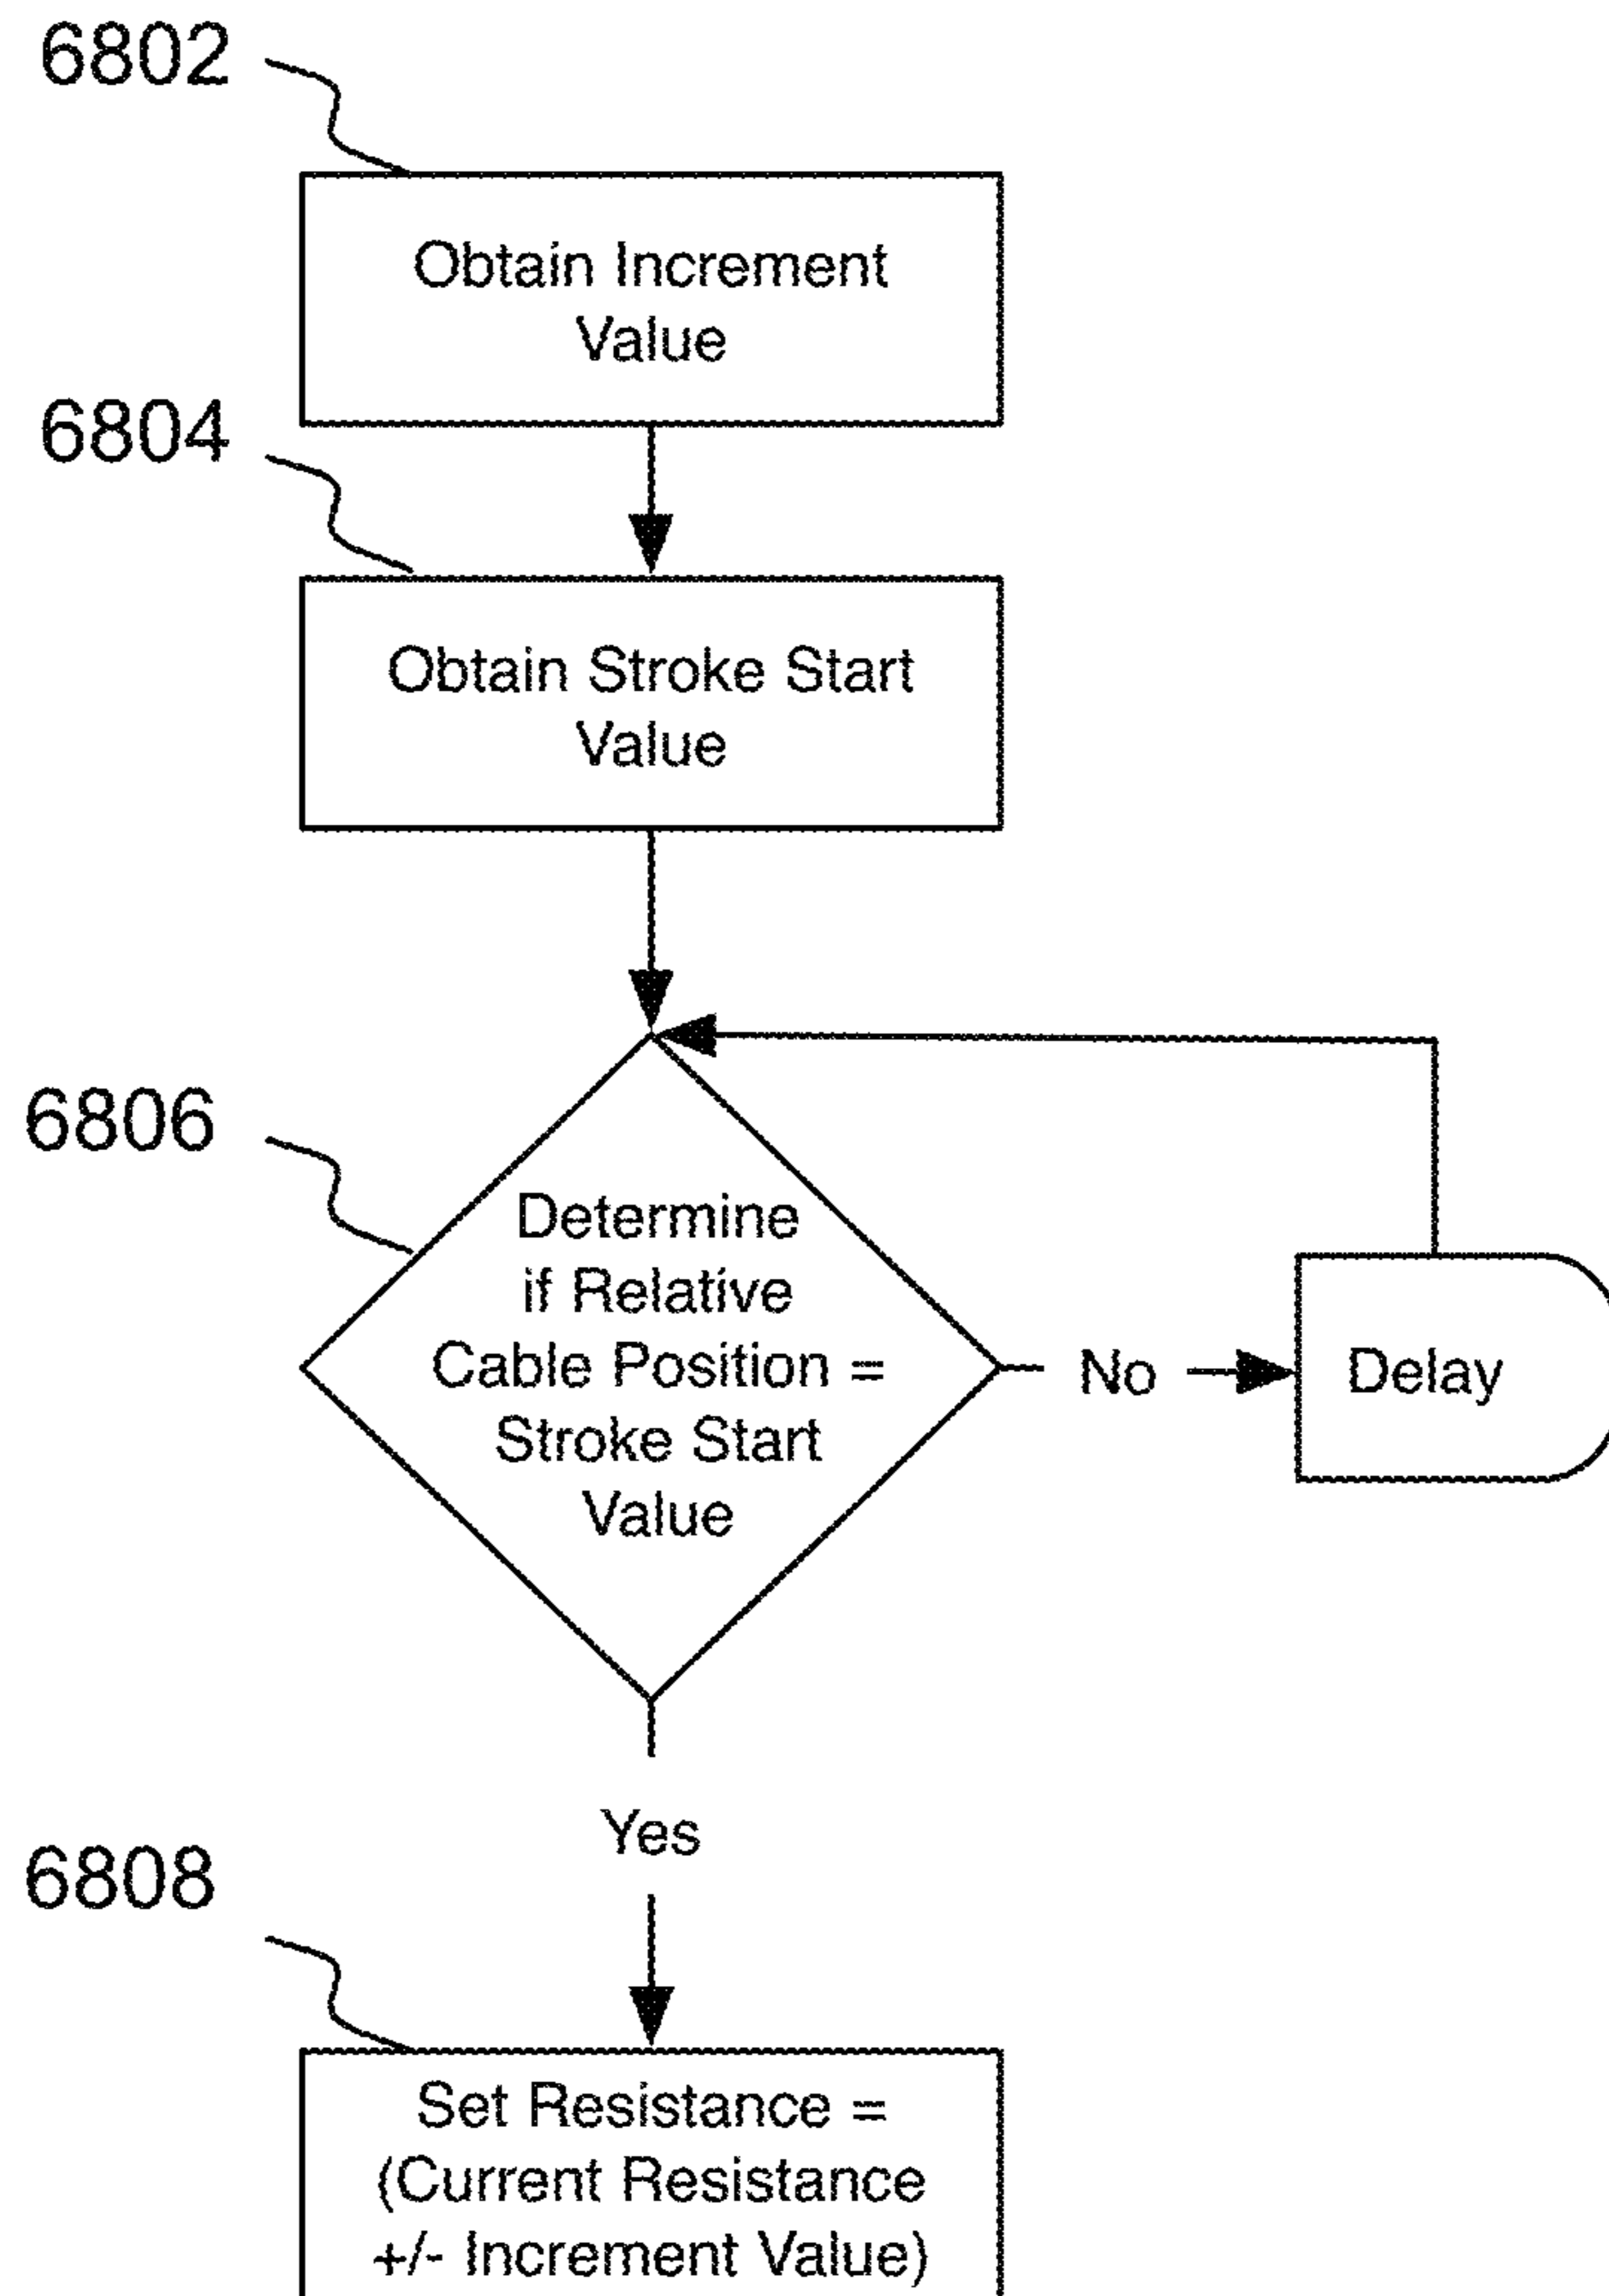 6802
Obtain Increment
Value
6804
Obtain Stroke Start
Value
6806
Determine
if Relative
Cable Position =
Stroke Start
Value
No
Delay
Yes
6808
Set Resistance =
(Current Resistance
+/- Increment Value)